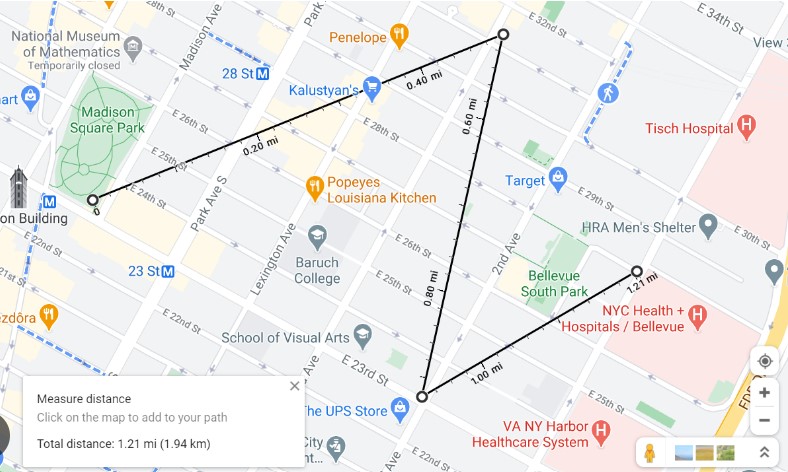 Park
Madison Ave
E 32nd St
E 34th St
National Museum
of Mathematics
Temporarily closed
Penelope
View
28 St M
Kalustyan's
0.40 mi
art
Madison
Square Park
E 26th St
0.60 mi
E 28th St
Tisch Hospital
0.20 mi
E 25th St
E 24th St
Popeyes
Louisiana Kitchen
Target
E 29th St
0
on Building
Park Ave S
HRA Men's Shelter
E 30th St
E 22nd St
Lexington Ave
Baruch
College
E 26th St
2nd Ave
23 St M
E 25th St
21st St
Bellevue
South Park
0.80 mi
1.21 mi
ezdôra
E 22nd St
NYC Health +
Hospitals / Bellevue
School of Visual Arts
E 23rd St
1.00 mi
E 25th St
FDR
Measure distance
Click on the map to add to your path
Total distance: 1.21 mi (1.94 km)
Ave
The UPS Store
City
t...
VA NY Harbor
Healthcare System